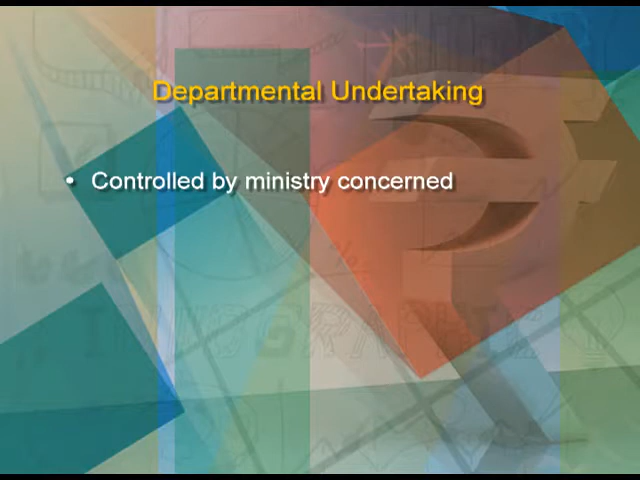 Departmental Undertaking
• Controlled by ministry concerned